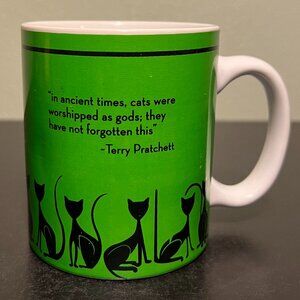 "in ancient times, cats were
worshipped as gods; they
have not forgotten this"
-Terry Pratchett